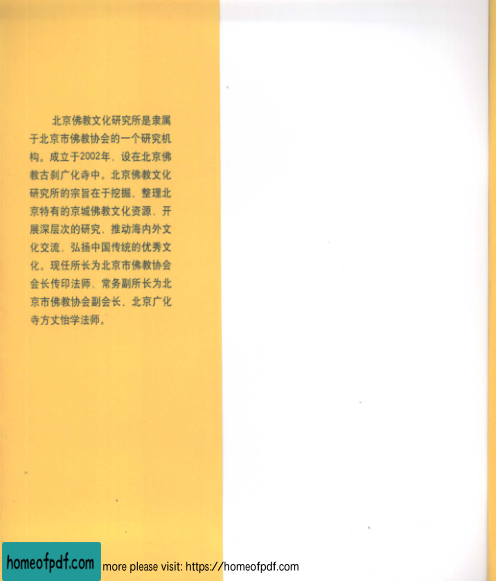 北京佛教文化研究所是隶属
于北京市佛教协会的一个研究机
构。成立于2002年，设在北京佛
教古刹广化寺中。北京佛教文化
研究所的宗旨在于挖掘、整理北
京特有的京城佛教文化资源，开
展深层次的研究，推动海内外文
化交流，弘扬中国传统的优秀文
化。现任所长为北京市佛教协会
会长传印法师，常务副所长为北
京市佛教协会副会长、北京广化
寺方丈怡学法师。
homeofpdf.com
more please visit: https://homeofpdf.com